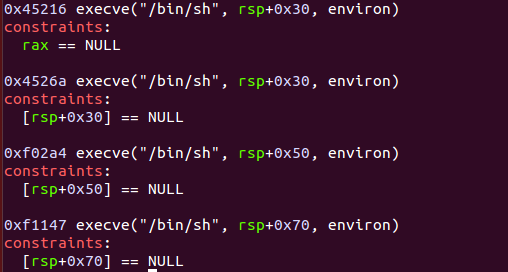 0x45216 execve("/bin/sh", rsp+0x30, environ)
constraints:
  rax == NULL

0x4526a execve("/bin/sh", rsp+0x30, environ)
constraints:
  [rsp+0x30] == NULL

0xf02a4 execve("/bin/sh", rsp+0x50, environ)
constraints:
  [rsp+0x50] == NULL

0xf1147 execve("/bin/sh", rsp+0x70, environ)
constraints:
  [rsp+0x70] == NULL